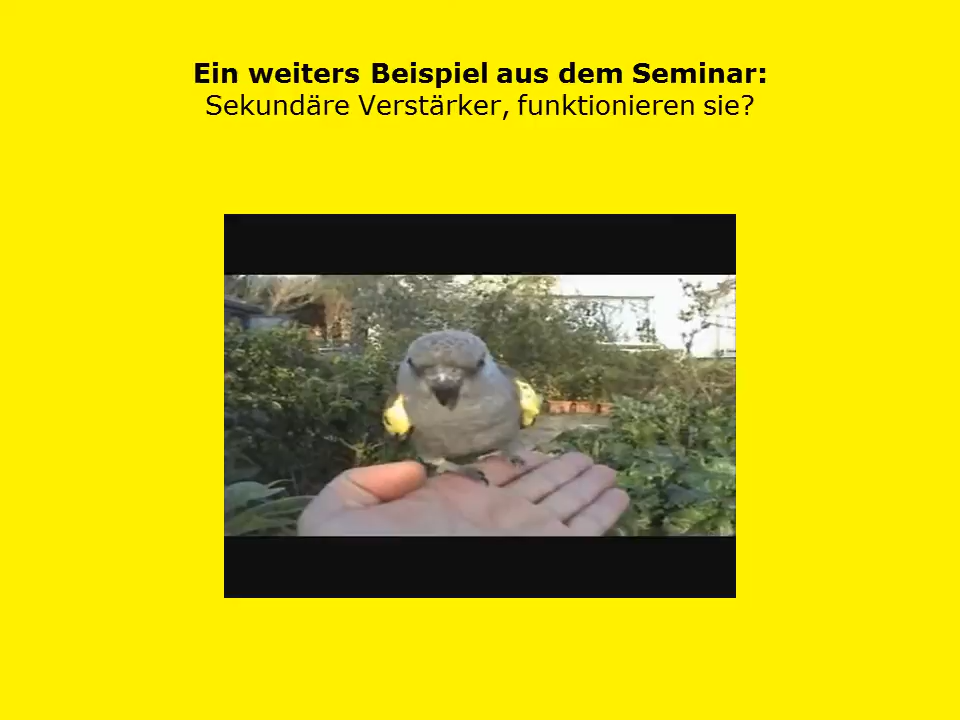 Ein weiters Beispiel aus dem Seminar:
Sekundäre Verstärker, funktionieren sie?